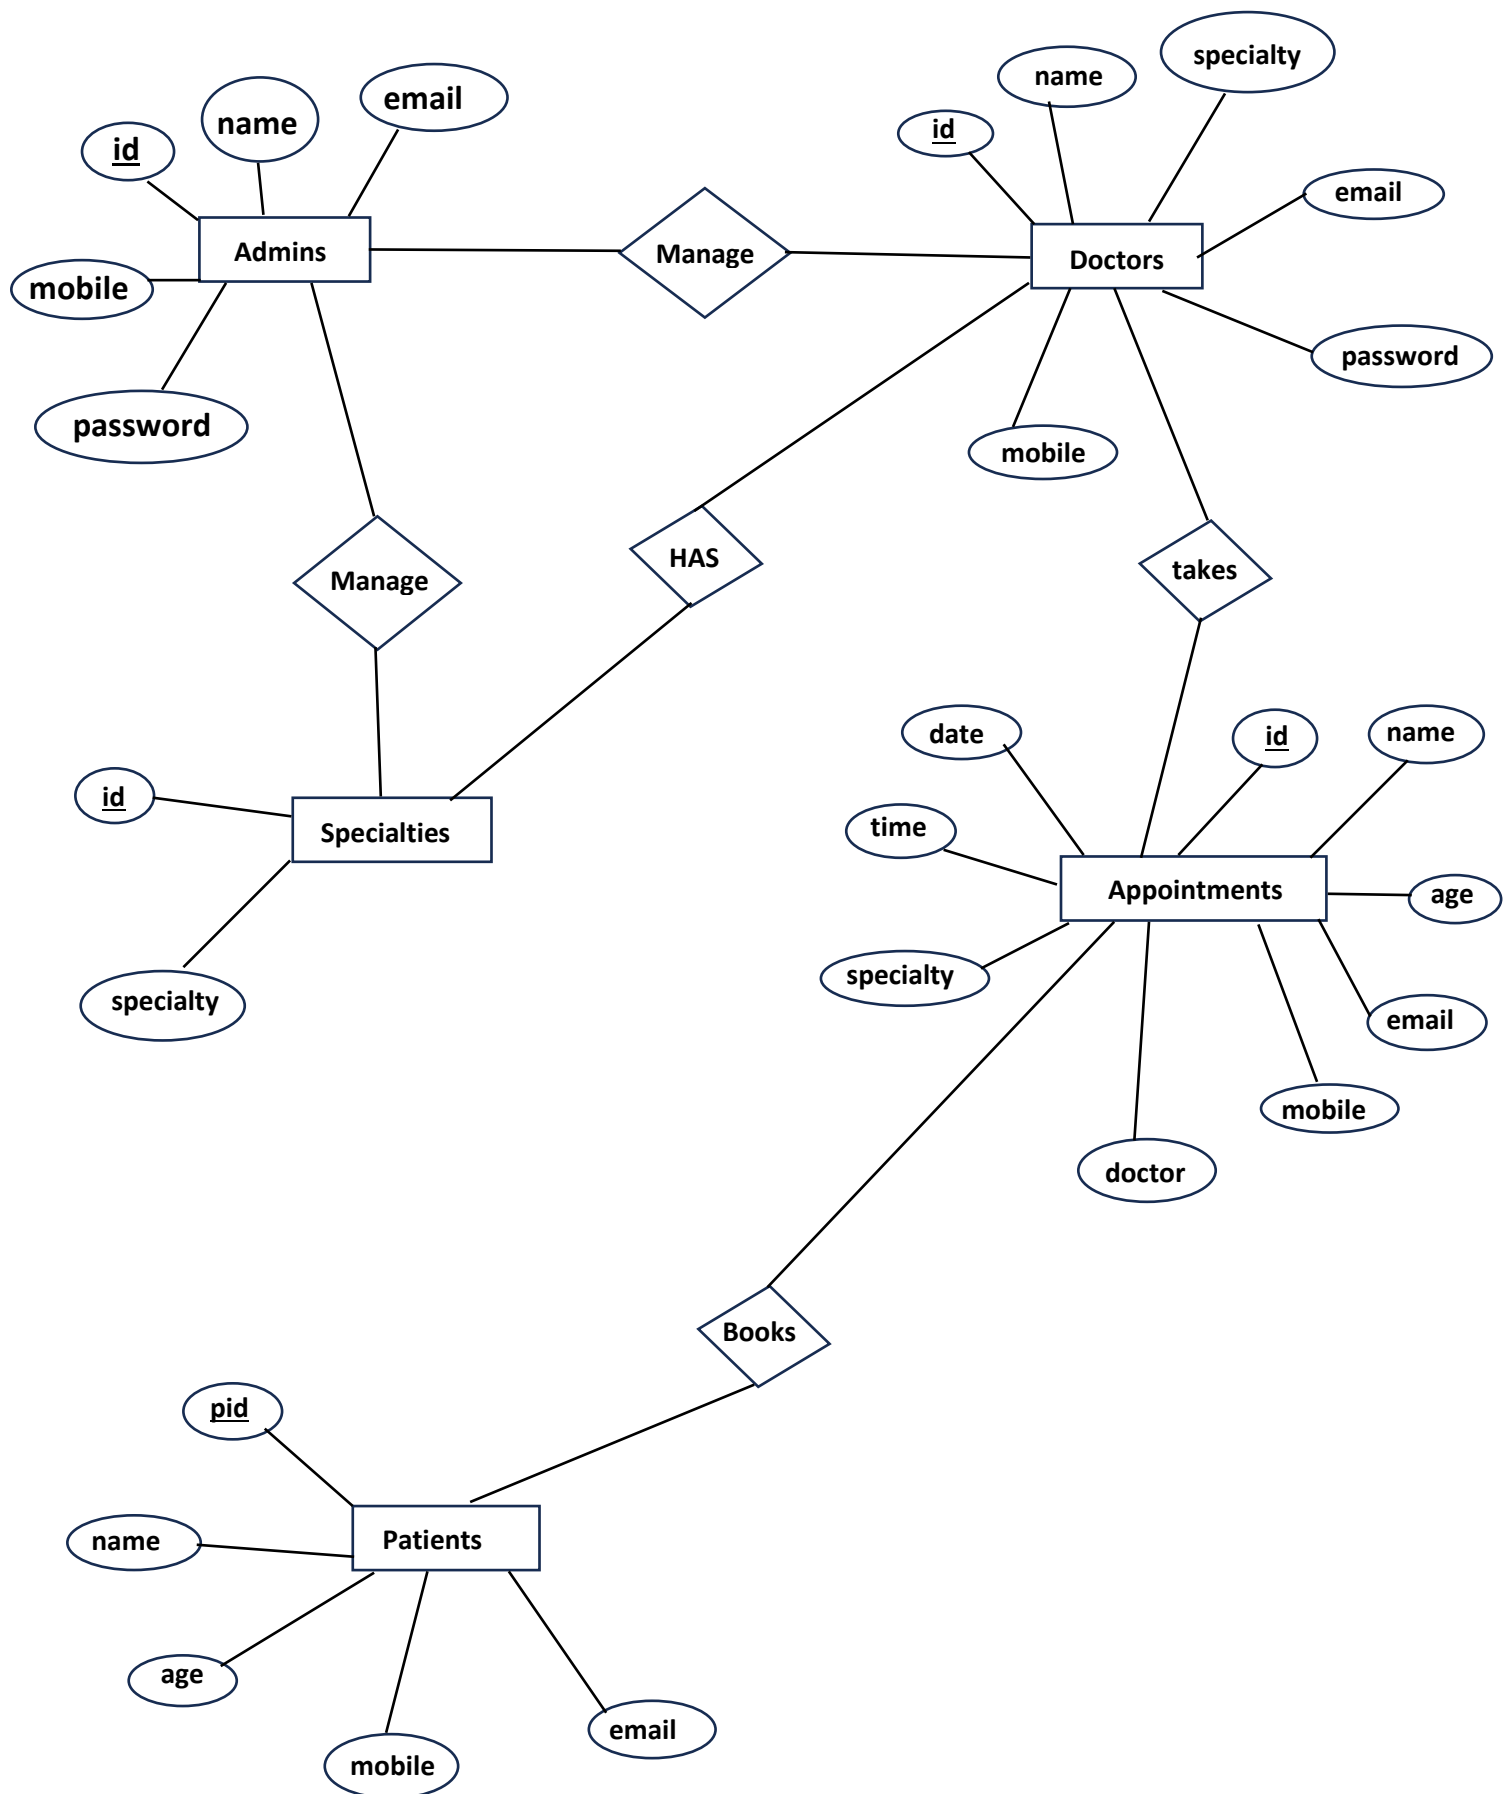 specialty
name
email
name
id
id
email
Admins
Manage
Doctors
mobile
password
password
mobile
HAS
takes
Manage
date
id
name
id
time
Specialties
Appointments
age
specialty
specialty
email
mobile
doctor
Books
pid
name
Patients
age
email
mobile